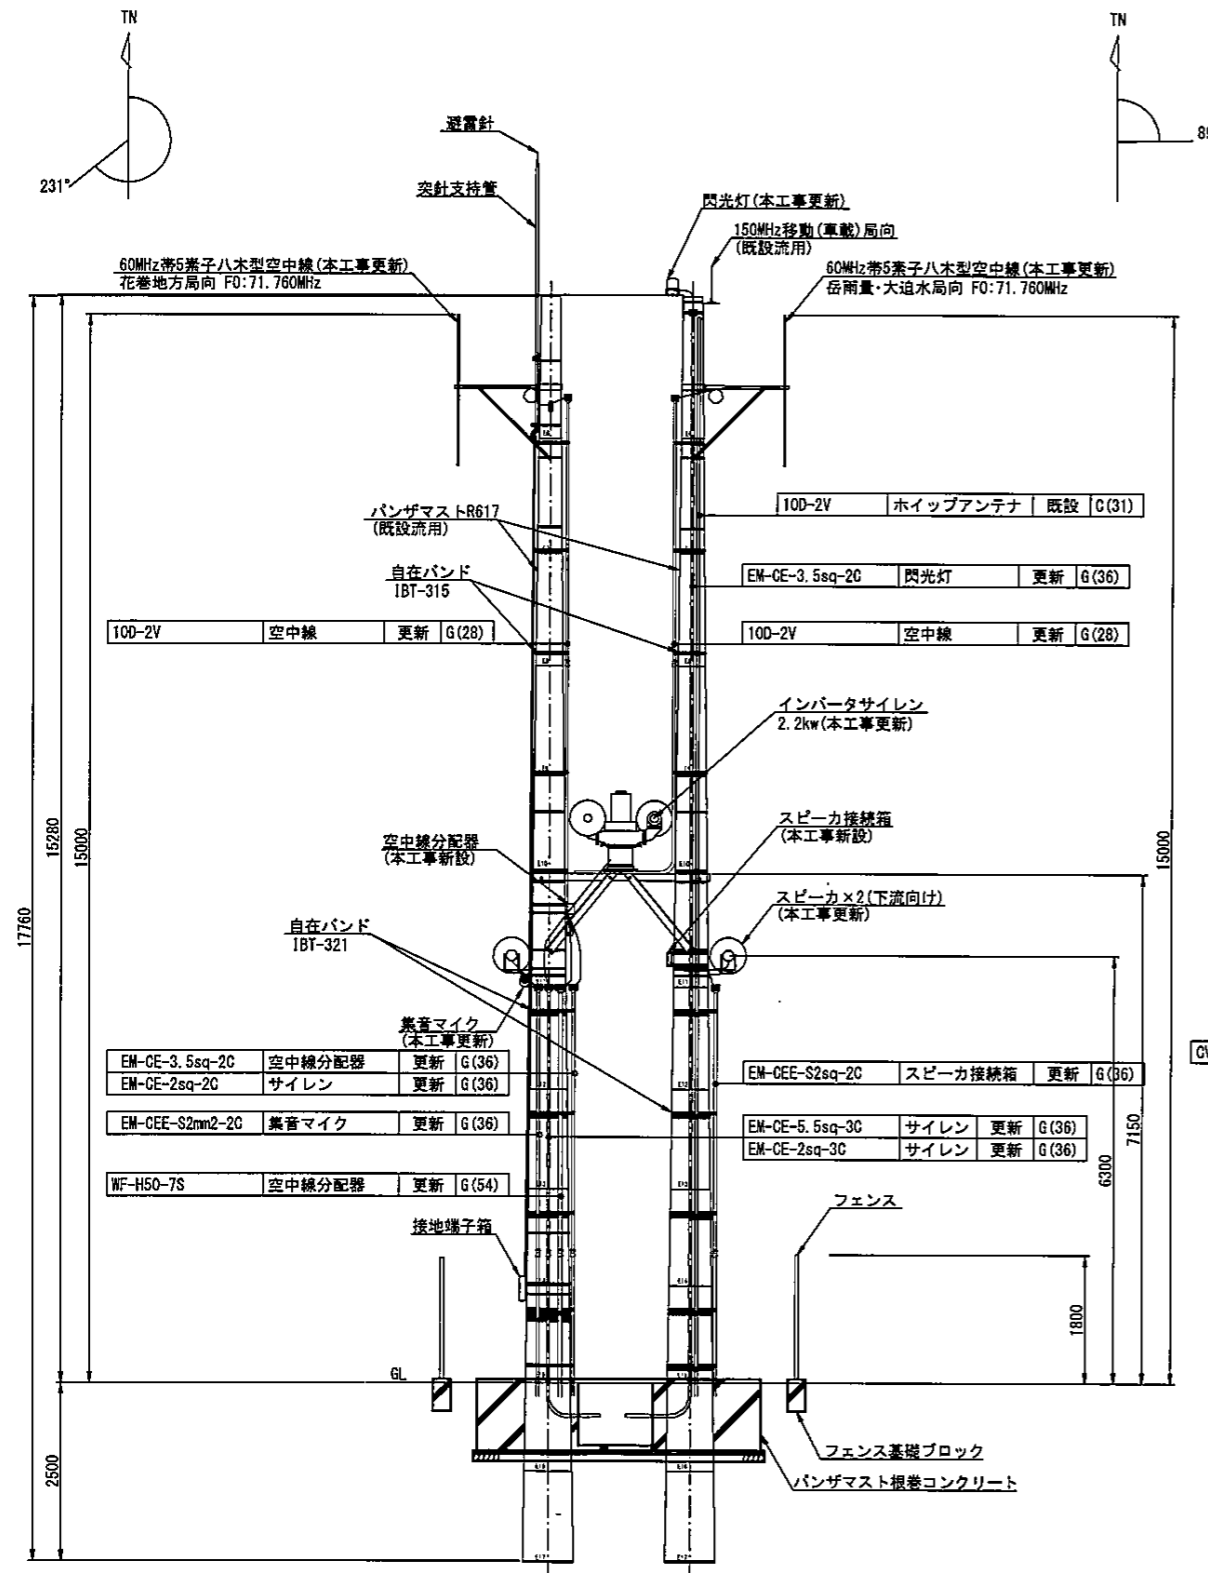 TN
TN
231°
避雷針
突針支持管
閃光灯(本工事更新)
150MHz移動(車載)局向
(既設流用)
60MHz帯5素子八木型空中線(本工事更新)
花巻地方局向 FO:71.760MHz
60MHz帯5素子八木型空中線(本工事更新)
岳雨量・大迫水局向 FO:71.760MHz
10D-2V ホイップアンテナ 既設 G(31)
パンザマストR617
(既設流用)
EM-CE-3.5sq-2C 閃光灯 更新 G(36)
自在バンド
IBT-315
10D-2V 空中線 更新 G(28)
10D-2V 空中線 更新 G(28)
インバータサイレン
2.2kw(本工事更新)
スピーカ接続箱
(本工事新設)
空中線分配器
(本工事新設)
スピーカ×2(下流向け)
(本工事更新)
自在バンド
IBT-321
集音マイク
(本工事更新)
EM-CE-3.5sq-2C 空中線分配器 更新 G(36)
EM-CE-2sq-2C サイレン 更新 G(36)
EM-CEE-S2sq-2C スピーカ接続箱 更新 G(36)
EM-CEE-S2mm2-2C 集音マイク 更新 G(36)
EM-CE-5.5sq-3C サイレン 更新 G(36)
EM-CE-2sq-3C サイレン 更新 G(36)
WF-H50-7S 空中線分配器 更新 G(54)
接地端子箱
フェンス
GL
フェンス基礎ブロック
パンザマスト根巻コンクリート
17760
15280
15000
2500
15000
7150
6300
1800